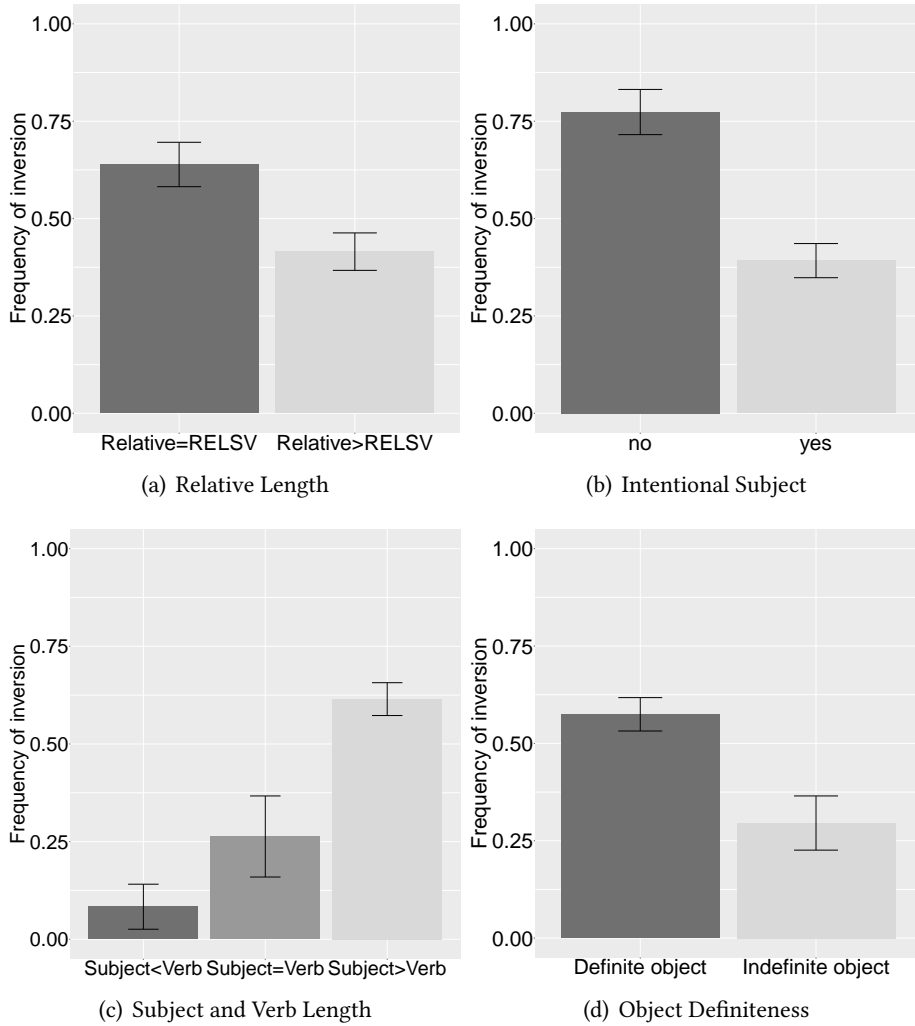 1.00
0.75
0.50
0.25
0.00
Frequency of inversion
Relative=RELSV Relative>RELSV
(a) Relative Length
1.00
0.75
0.50
0.25
0.00
Frequency of inversion
no yes
(b) Intentional Subject
1.00
0.75
0.50
0.25
0.00
Frequency of inversion
Subject<Verb Subject=Verb Subject>Verb
(c) Subject and Verb Length
1.00
0.75
0.50
0.25
0.00
Frequency of inversion
Definite object Indefinite object
(d) Object Definiteness